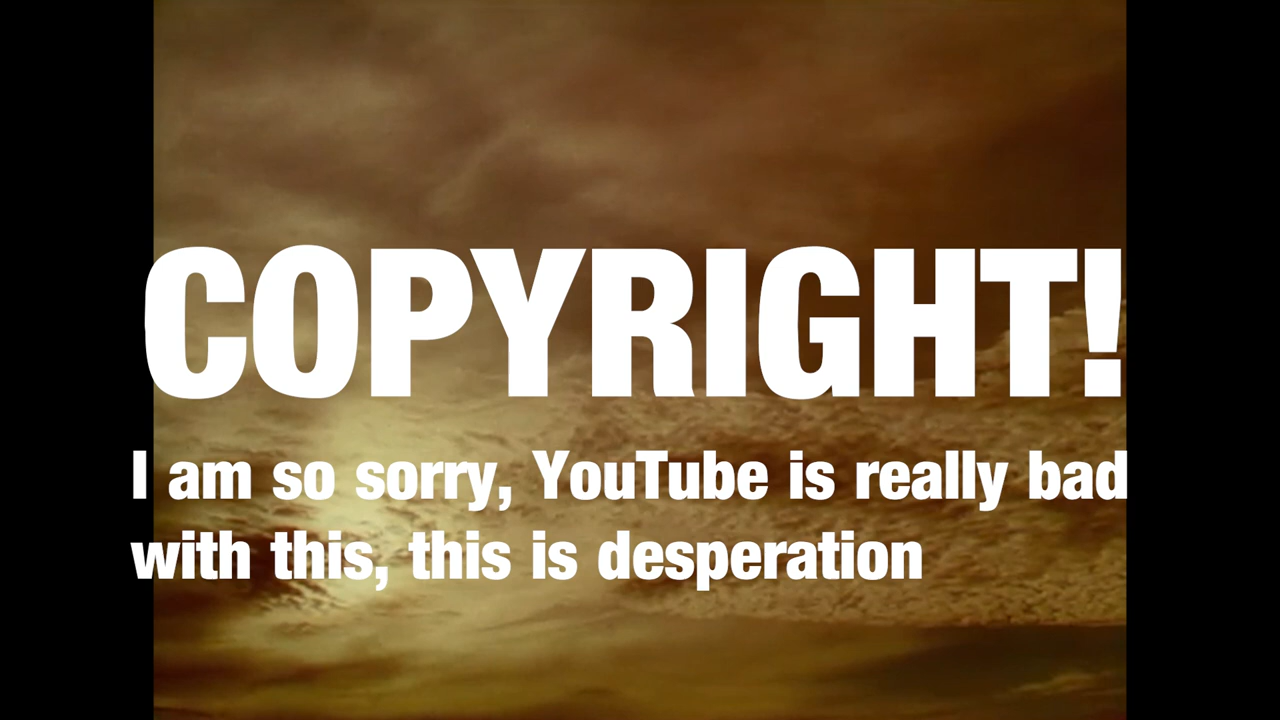 COPYRIGHT!
I am so sorry, YouTube is really bad
with this, this is desperation